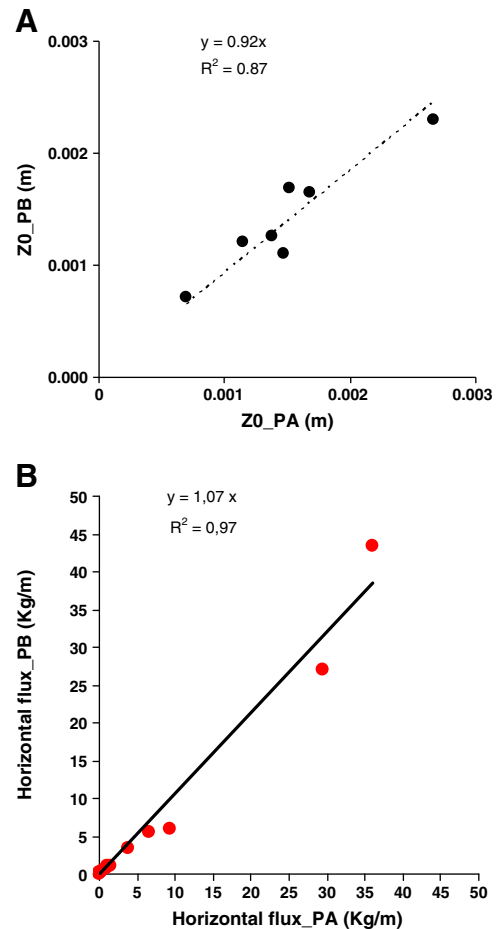 A
y = 0.92x
R² = 0.87
0.003
0.002
0.001
0.000
Z0_PB (m)
0 0.001 0.002 0.003
Z0_PA (m)
B
y = 1,07 x
R² = 0,97
50
45
40
35
30
25
20
15
10
5
0
Horizontal flux_PB (Kg/m)
0 5 10 15 20 25 30 35 40 45 50
Horizontal flux_PA (Kg/m)